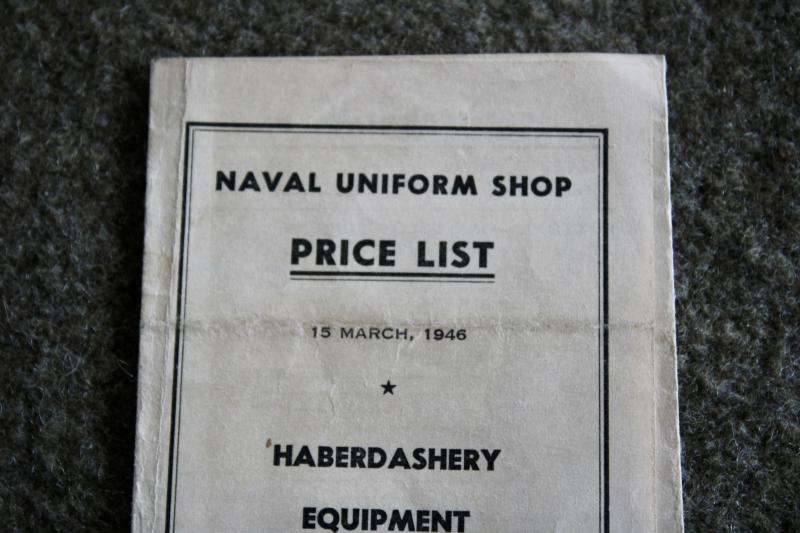 NAVAL UNIFORM SHOP
PRICE LIST
15 MARCH, 1946
★
HABERDASHERY
EQUIPMENT